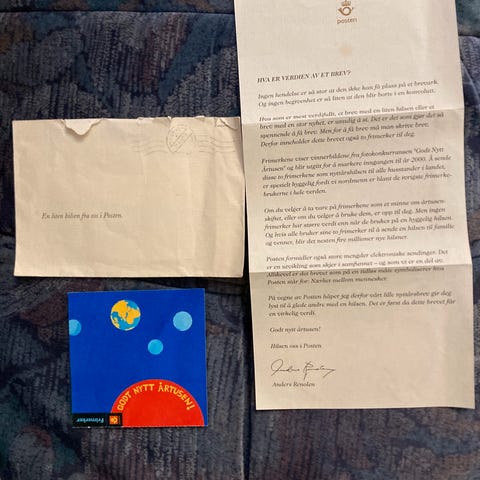 posten
HVA ER VERDIEN AV ET BREV?
Ingen hendelse er så stor at den ikke kan få plass på et brevark.
Og ingen begivenhet er så liten at den blir borte i en konvolutt.
Hva som er mest verdifullt, et brev med en liten hilsen eller et
brev med en stor nyhet, er umulig å si. Det er det som gjør det så
spennende å få brev. Men for å få brev må man skrive brev.
Derfor inneholder dette brevet også to frimerker til deg.
Frimerkene viser vinnerbildene fra fotokonkurransen "Godt Nytt
Årtusen" og blir utgitt for å markere inngangen til år 2000. Å sende
disse to frimerkene som nyttårshilsen til alle husstander i landet,
er spesielt hyggelig fordi vi nordmenn er blant de ivrigste frimerke-
brukerne i hele verden.
Om du velger å ta vare på frimerkene som et minne om årtusen-
skiftet, eller om du velger å bruke dem, er opp til deg. Men ingen
frimerker har større verdi enn når de brukes på en hyggelig hilsen.
Og hvis alle bruker sine to frimerker til å sende en hilsen til familie
og venner, blir det nesten fire millioner nye hilsner.
Posten formidler også store mengder elektroniske sendinger. Det
er en utvikling som skjer i samfunnet – og som vi er en del av.
Allikevel er det brevet som på en tidløs måte symboliserer hva
Posten står for: Nærhet mellom mennesker.
På vegne av Posten håper jeg derfor vårt lille nyttårsbrev gir deg
lyst til å glede andre med en hilsen. Det er først da dette brevet får
en virkelig verdi.
Godt nytt årtusen!
Hilsen oss i Posten
Anders Renolen
En liten hilsen fra oss i Posten.
GODT NYTT ÅRTUSEN!
Frimerker